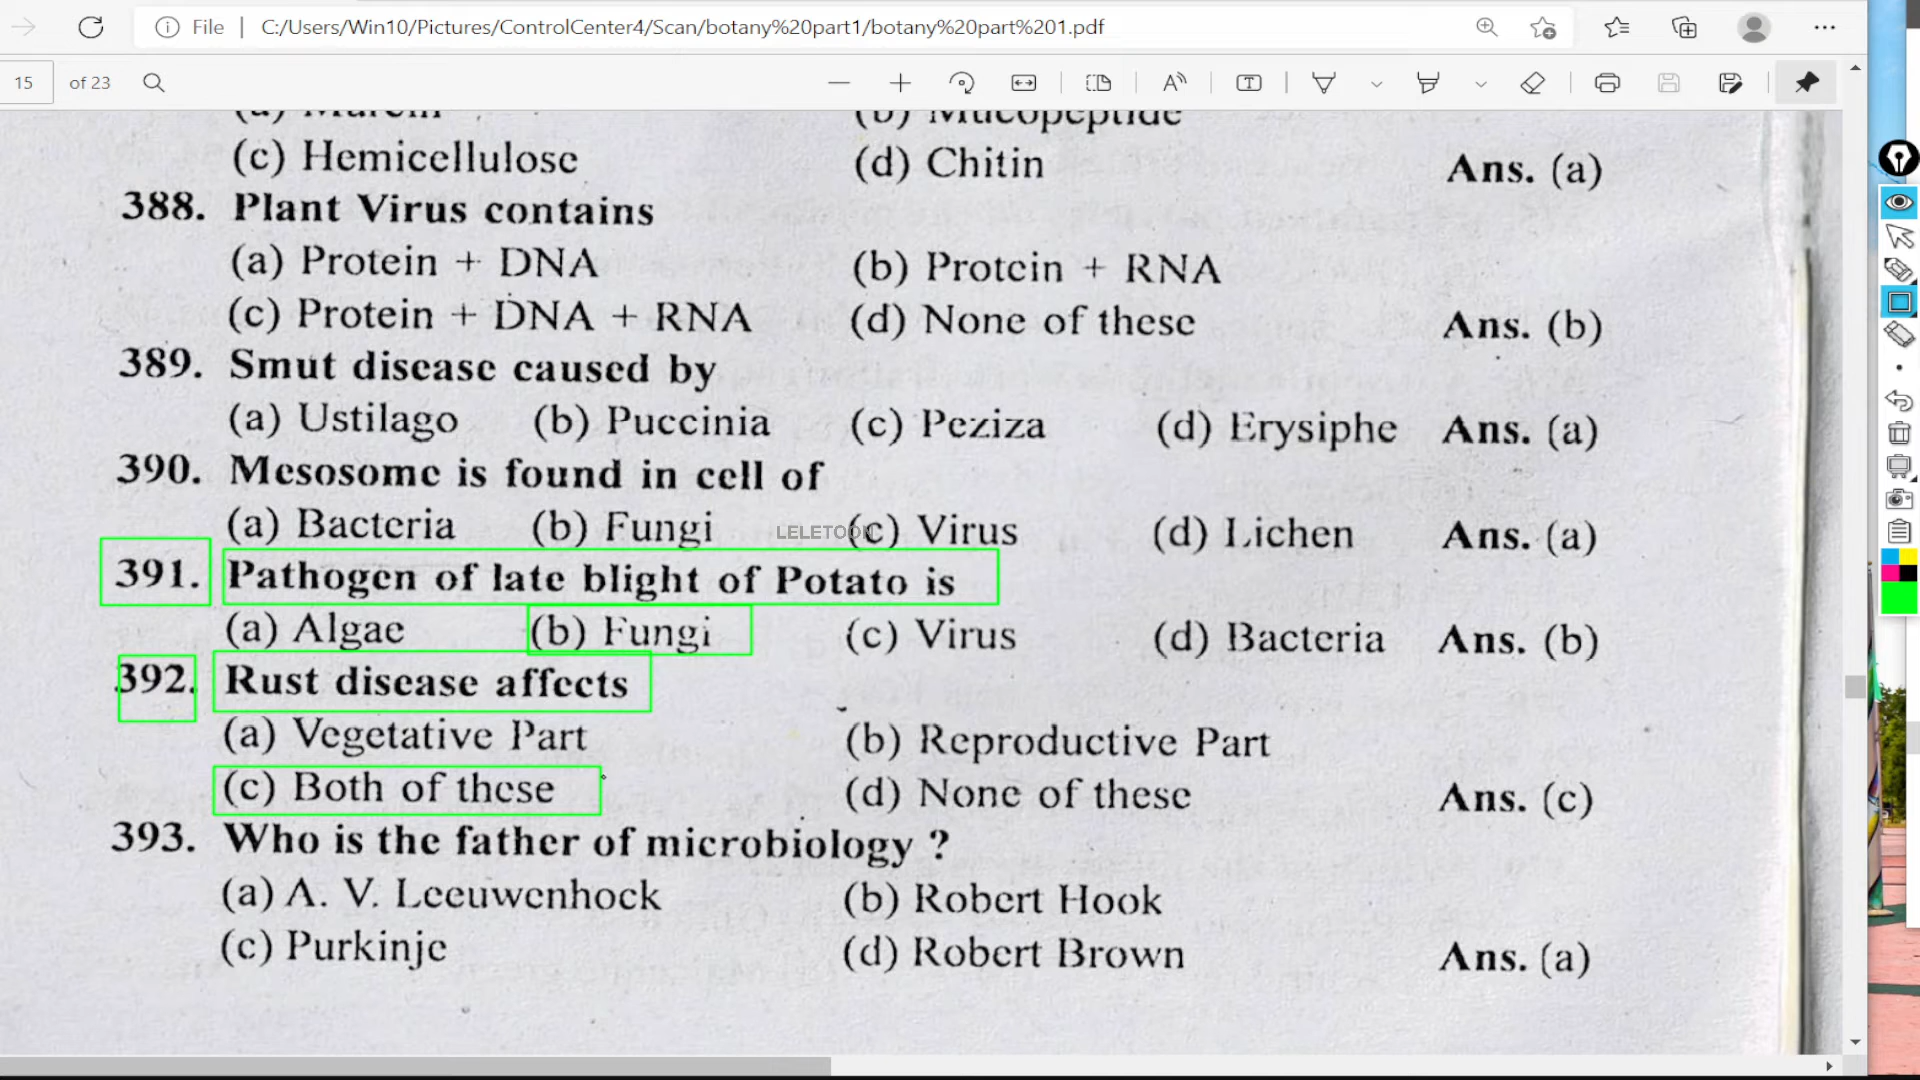 File | C:/Users/Win10/Pictures/ControlCenter4/Scan/botany%20part1/botany%20part%201.pdf
15 of 23
(a) Murein (b) Mucopeptide
(c) Hemicellulose (d) Chitin Ans. (a)
388. Plant Virus contains
(a) Protein + DNA (b) Protein + RNA
(c) Protein + DNA + RNA (d) None of these Ans. (b)
389. Smut disease caused by
(a) Ustilago (b) Puccinia (c) Peziza (d) Erysiphe Ans. (a)
390. Mesosome is found in cell of
(a) Bacteria (b) Fungi (c) Virus (d) Lichen Ans. (a)
LELETOON
391. Pathogen of late blight of Potato is
(a) Algae (b) Fungi (c) Virus (d) Bacteria Ans. (b)
392. Rust disease affects
(a) Vegetative Part (b) Reproductive Part
(c) Both of these (d) None of these Ans. (c)
393. Who is the father of microbiology ?
(a) A. V. Leeuwenhock (b) Robert Hook
(c) Purkinje (d) Robert Brown Ans. (a)